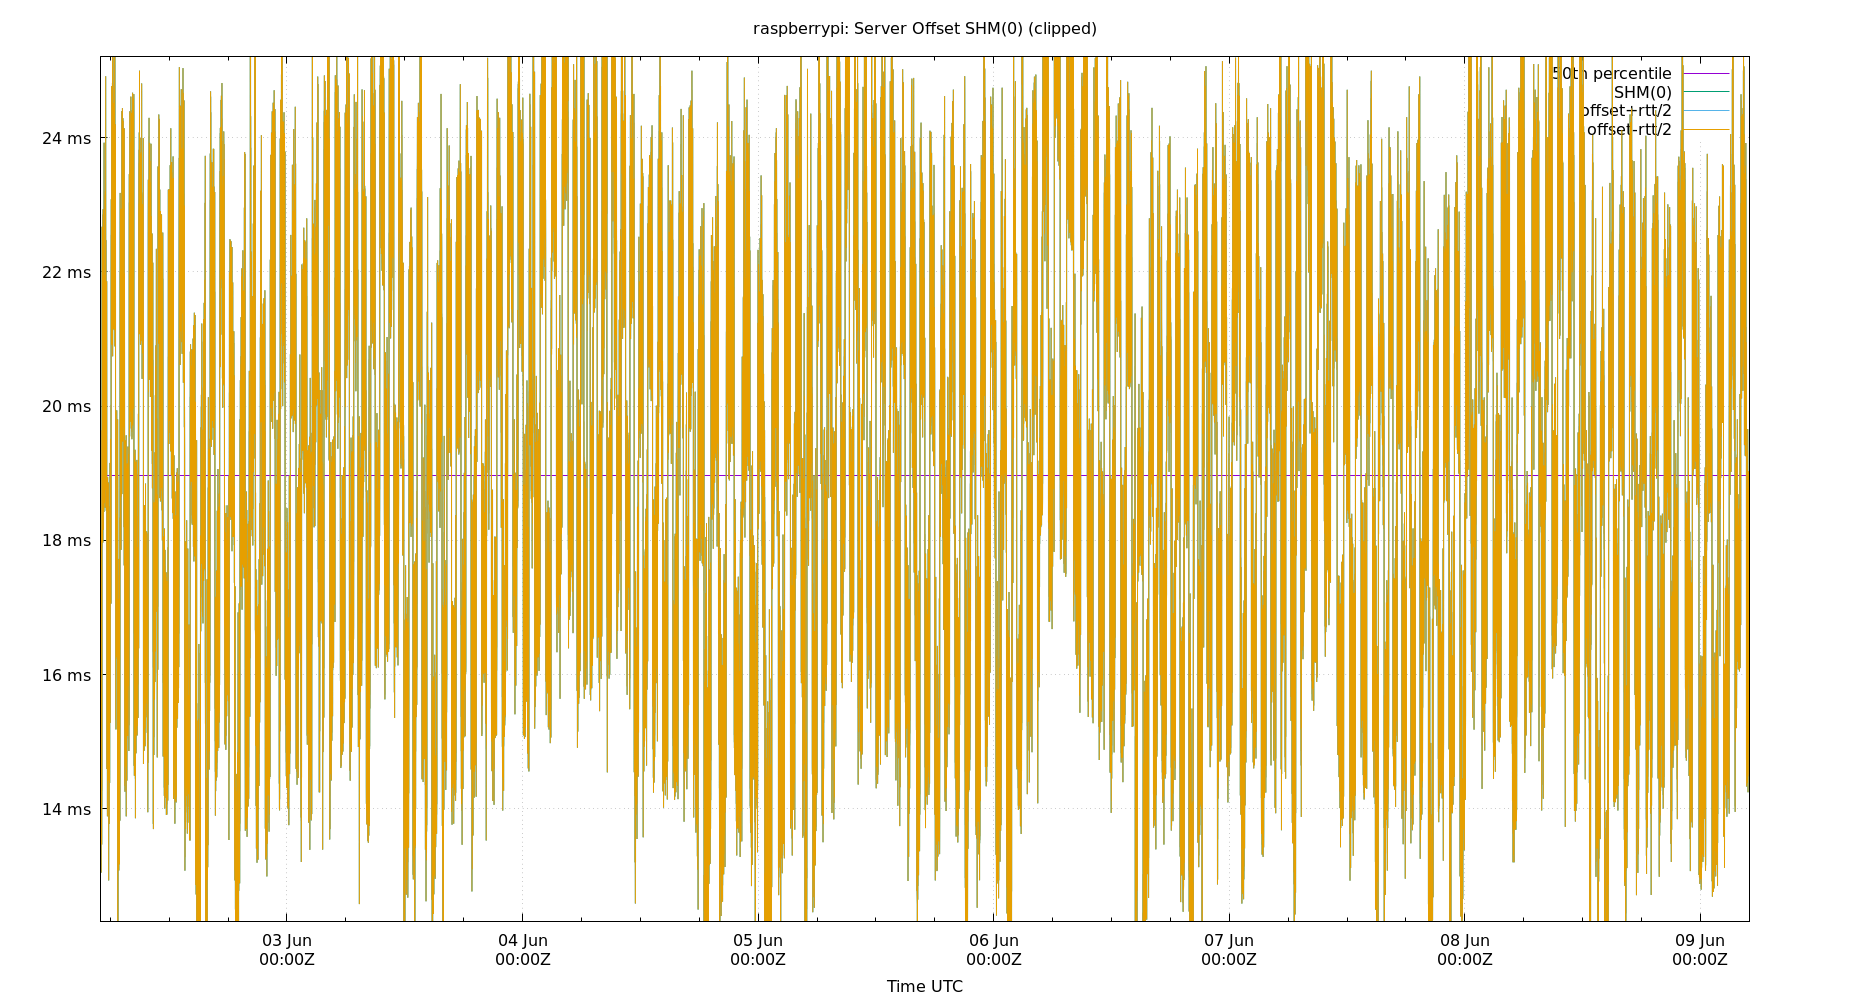 raspberrypi: Server Offset SHM(0) (clipped)
50th percentile
SHM(0)
offset+rtt/2
offset-rtt/2
24 ms
22 ms
20 ms
18 ms
16 ms
14 ms
03 Jun 04 Jun 05 Jun 06 Jun 07 Jun 08 Jun 09 Jun
00:00Z 00:00Z 00:00Z 00:00Z 00:00Z 00:00Z 00:00Z
Time UTC